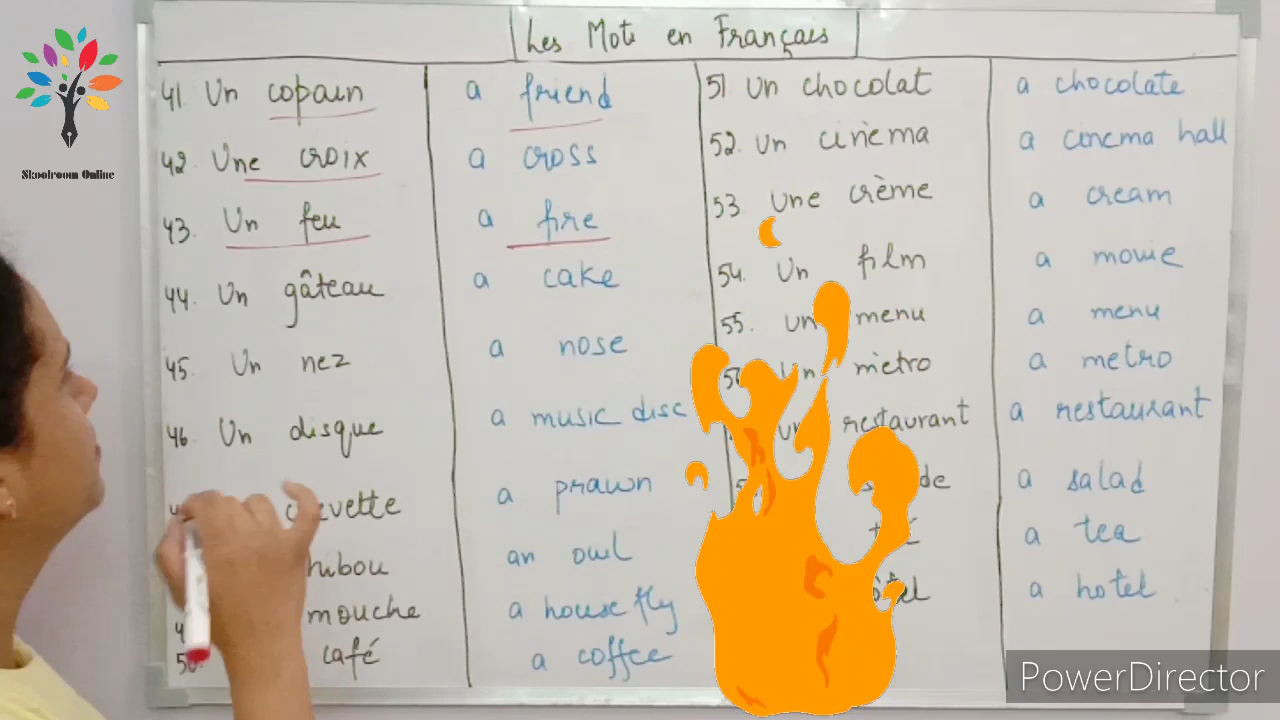 Les Mots en Français
41. Un copain a friend
42. Une croix a cross
43. Un feu a fire
44. Un gâteau a cake
45. Un nez a nose
46. Un disque a music disc
a prawn
hibou an owl
mouche a house fly
50. café a coffee
51. Un chocolat a chocolate
52. Un cinema a cinema hall
53 Une crème a cream
54. Un film a movie
55. un menu a menu
un metro a metro
un restaurant a restaurant
a salad
a tea
a hotel
Skoolroom Online
PowerDirector